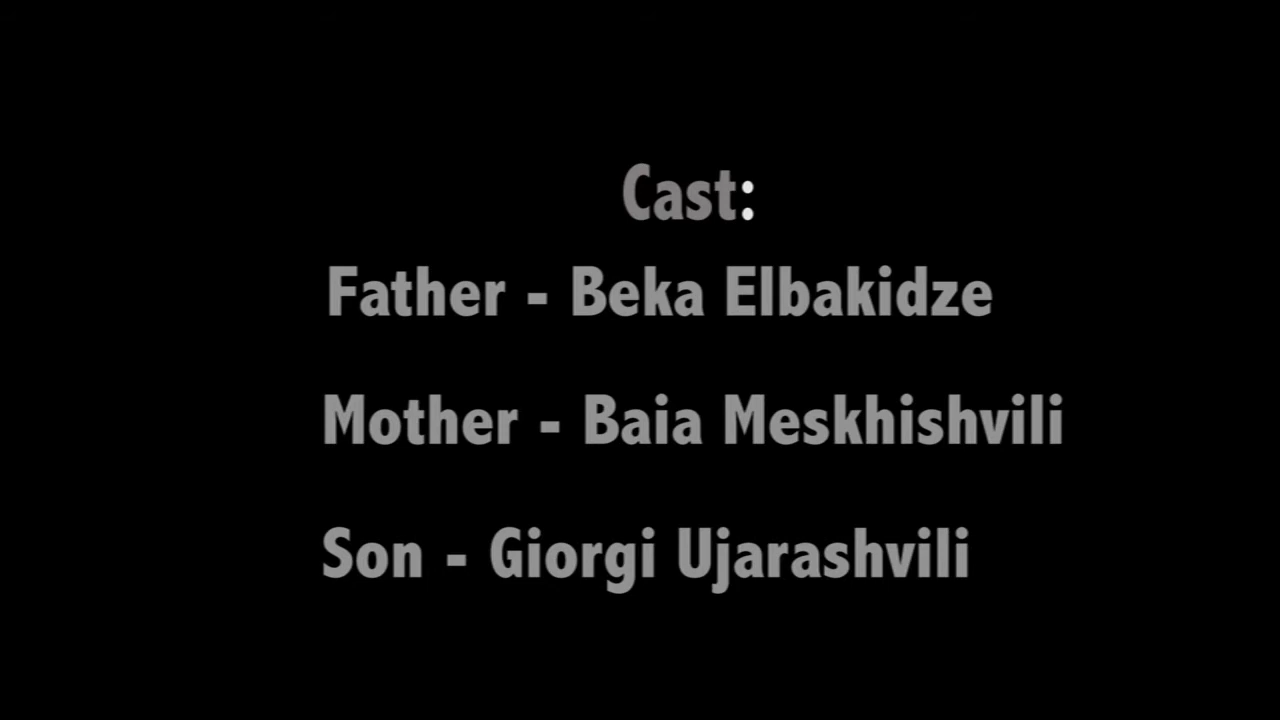 Cast:
Father - Beka Elbakidze
Mother - Baia Meskhishvili
Son - Giorgi Ujarashvili